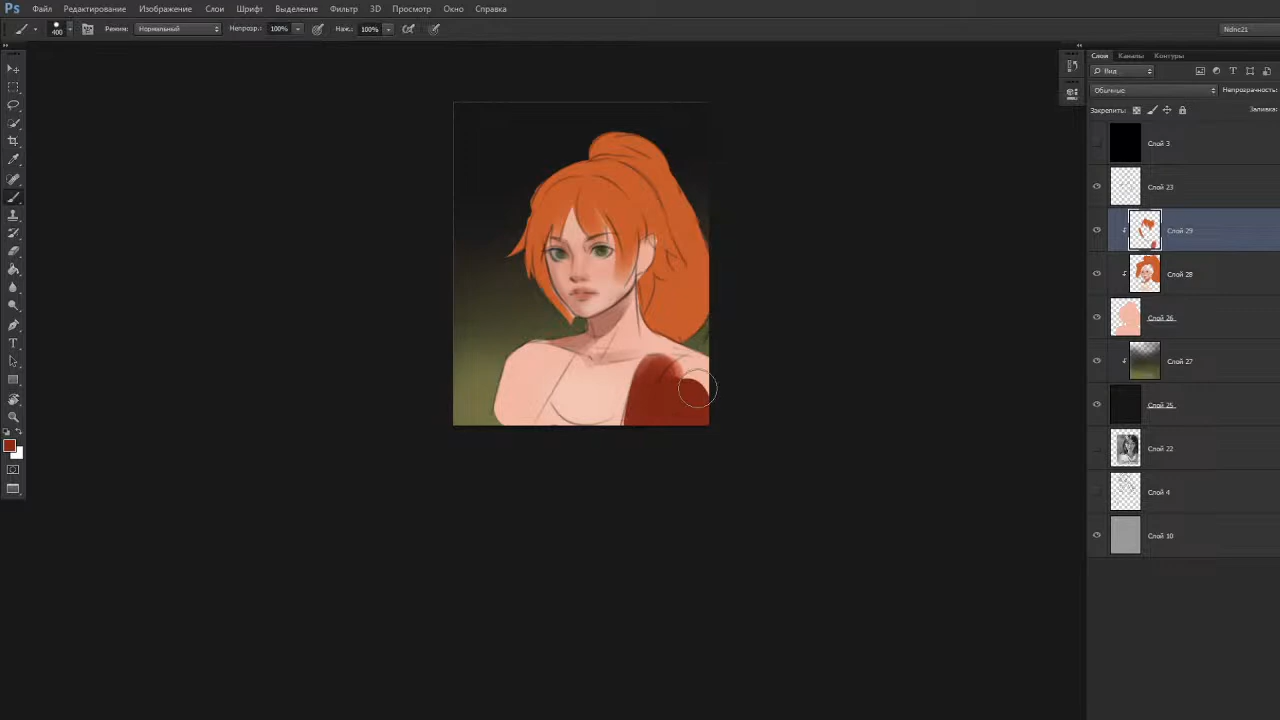 Ps Файл Редактирование Изображение Слои Шрифт Выделение Фильтр 3D Просмотр Окно Справка
400 Режим: Нормальный Непрозр.: 100% Наж.: 100% Ndnc21
Слои Каналы Контуры
Вид
Обычные Непрозрачность:
Закрепить: Заливка:
Слой 3
Слой 23
Слой 29
Слой 28
Слой 26
Слой 27
Слой 25
Слой 22
Слой 4
Слой 10